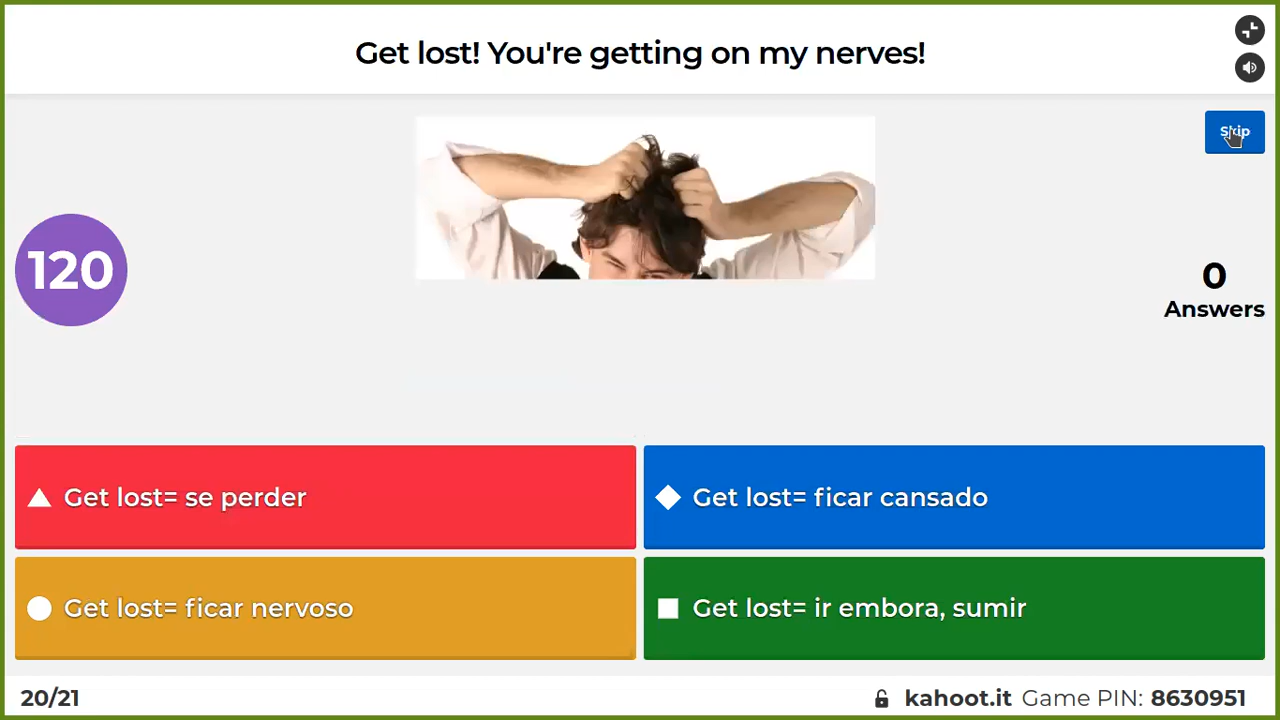 Get lost! You're getting on my nerves!
Skip
120
0
Answers
Get lost= se perder
Get lost= ficar cansado
Get lost= ficar nervoso
Get lost= ir embora, sumir
20/21
kahoot.it Game PIN: 8630951